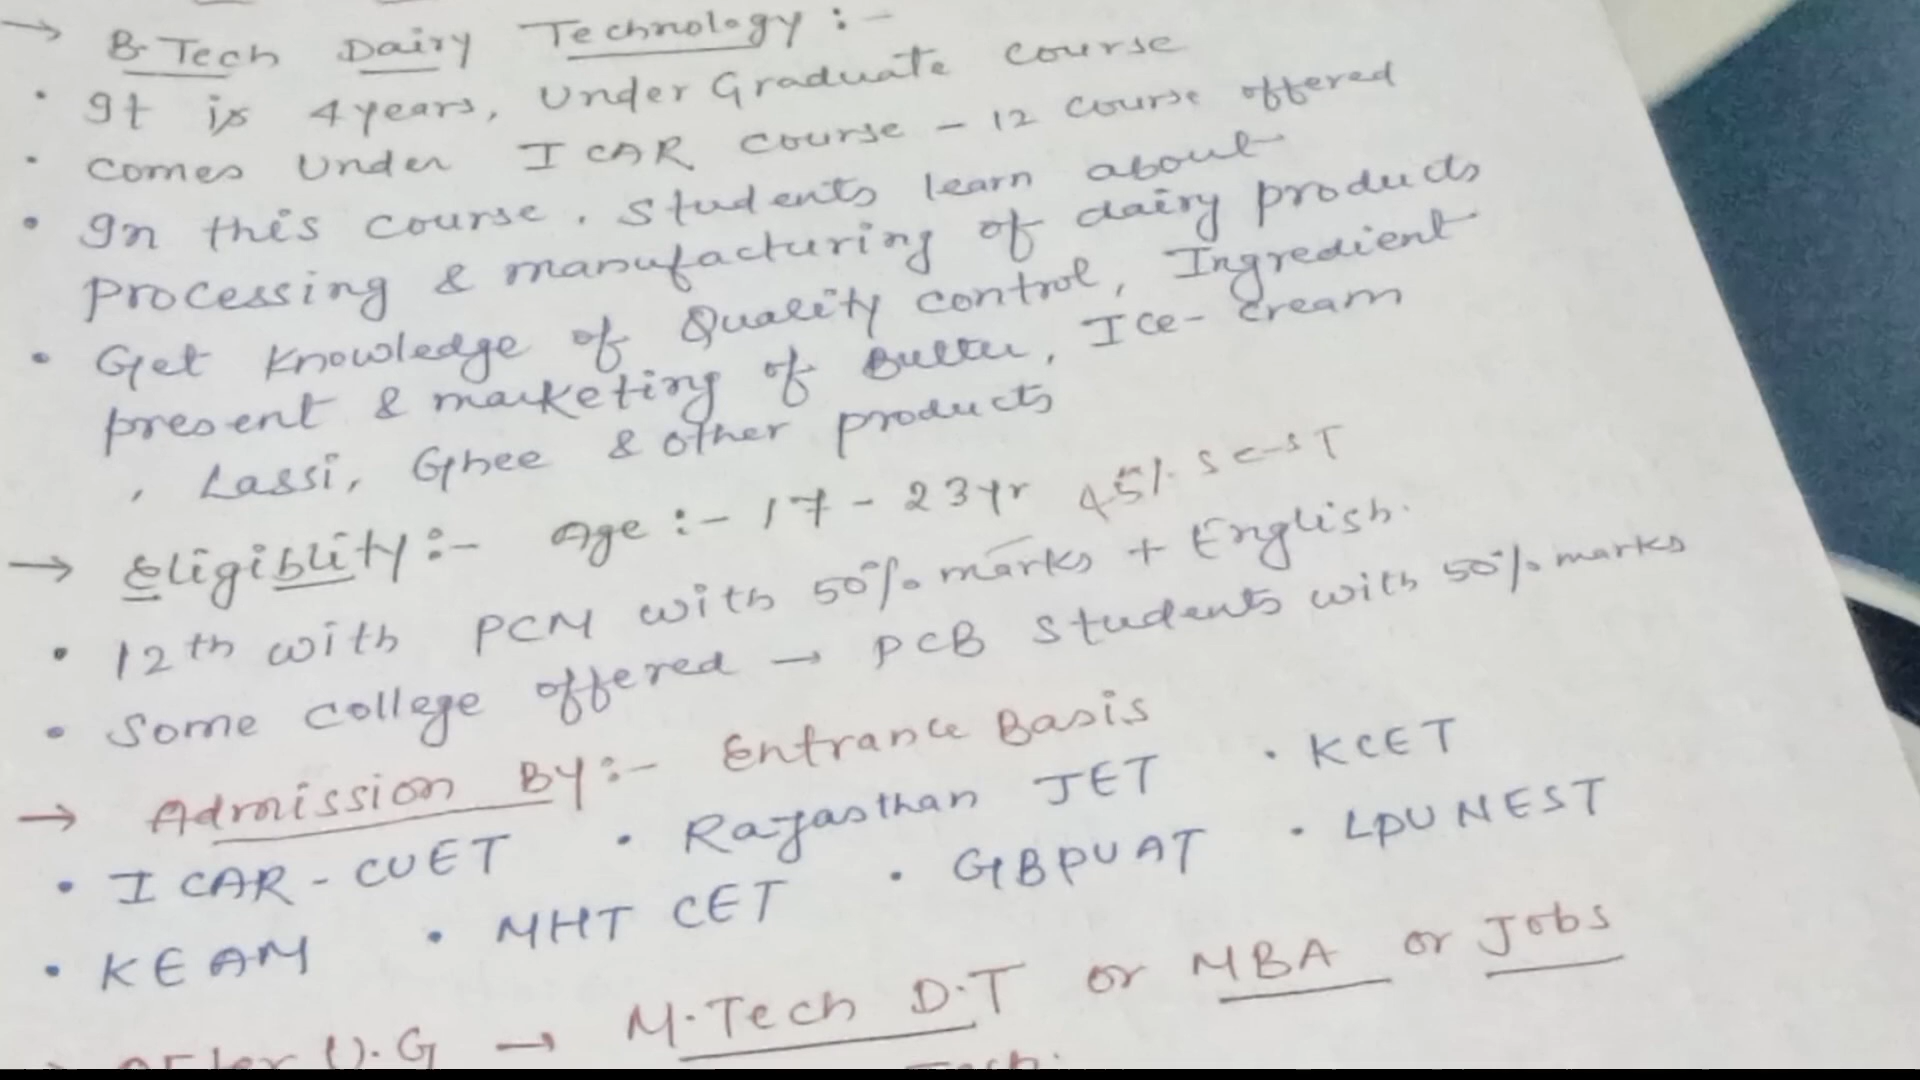 → B.Tech Dairy Technology :-
• It is 4 years, Under Graduate course
• comes Under ICAR course - 12 course offered
• In this course. Students learn about
processing & manufacturing of dairy products
• Get knowledge of Quality control, Ingredient
present & marketing of Butter, Ice-cream
, Lassi, Ghee & other products
→ Eligiblity :- Age :- 17 - 23 yr 45% SC-ST
• 12th with PCM with 50% marks + English.
• Some college offered → PCB students with 50% marks
→ Admission By :- Entrance Basis
• ICAR-CUET • Rajasthan JET • KCET
• KEAM • MHT CET • GBPUAT • LPUNEST
After U.G → M.Tech D.T or MBA or Jobs
Tech.